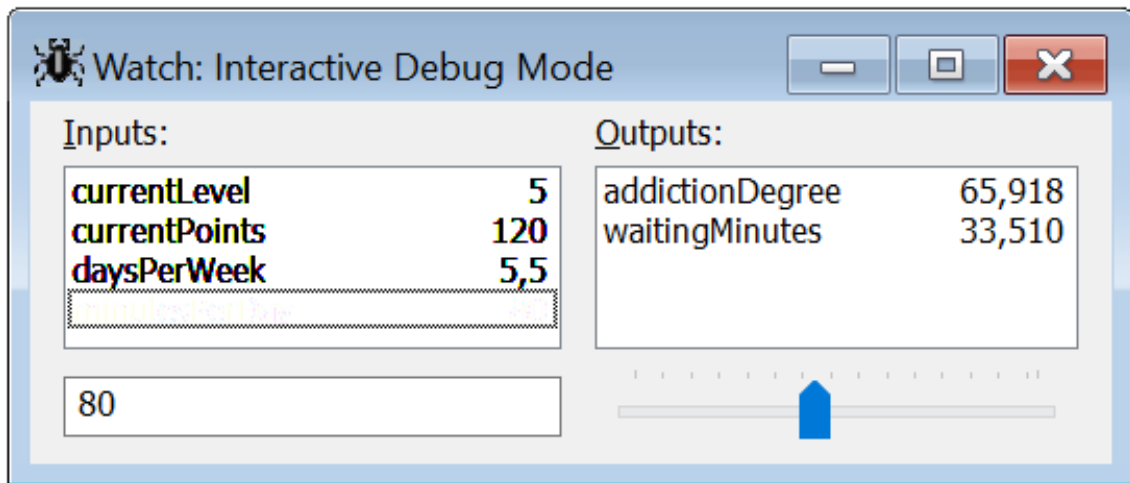 Watch: Interactive Debug Mode
Inputs:
currentLevel 5
currentPoints 120
daysPerWeek 5,5
80
Outputs:
addictionDegree 65,918
waitingMinutes 33,510